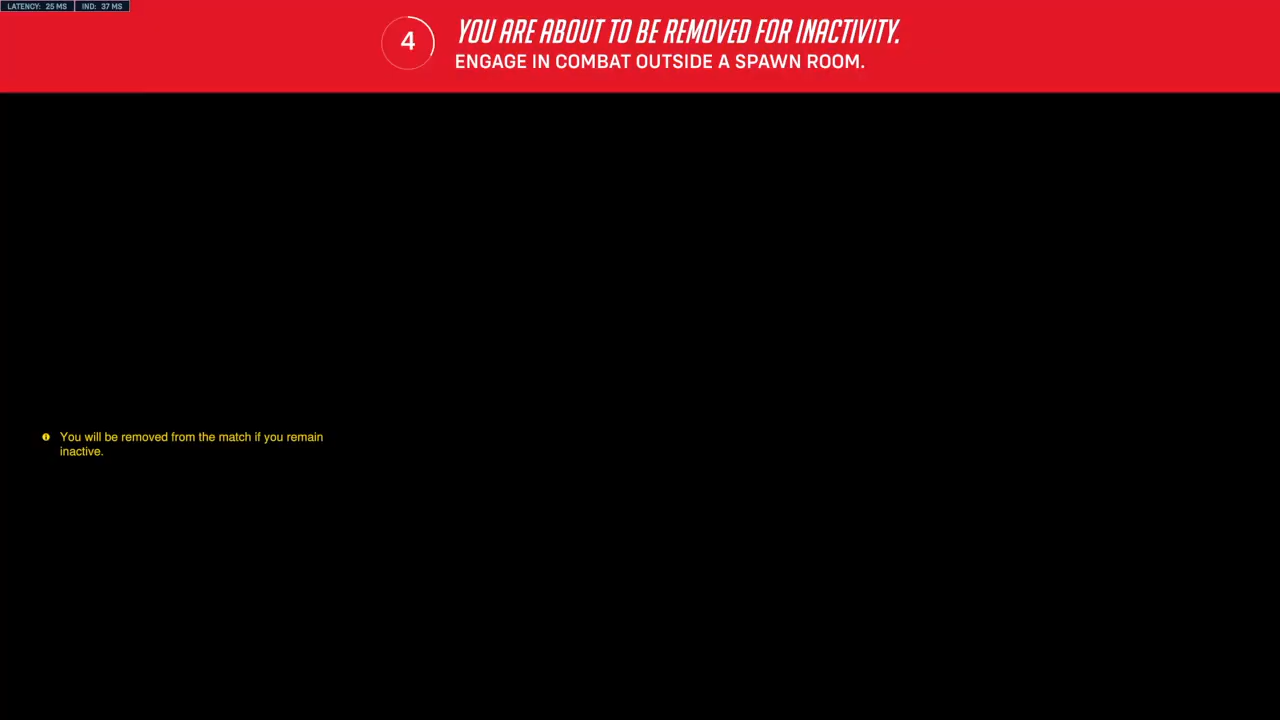 LATENCY: 25 MS IND: 37 MS
4
YOU ARE ABOUT TO BE REMOVED FOR INACTIVITY.
ENGAGE IN COMBAT OUTSIDE A SPAWN ROOM.
You will be removed from the match if you remain
inactive.